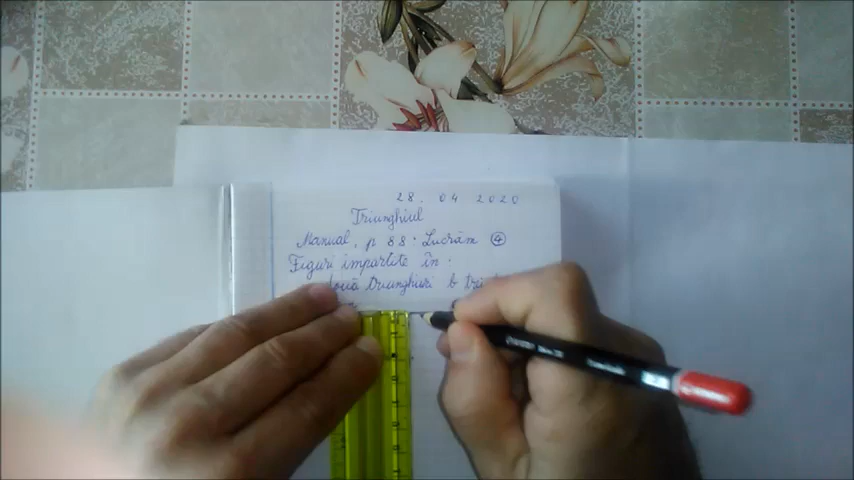 28. 04 2020
Triunghiul
Manual, p 88. Lucrăm ④
Figuri împărțite în:
două triunghiuri b